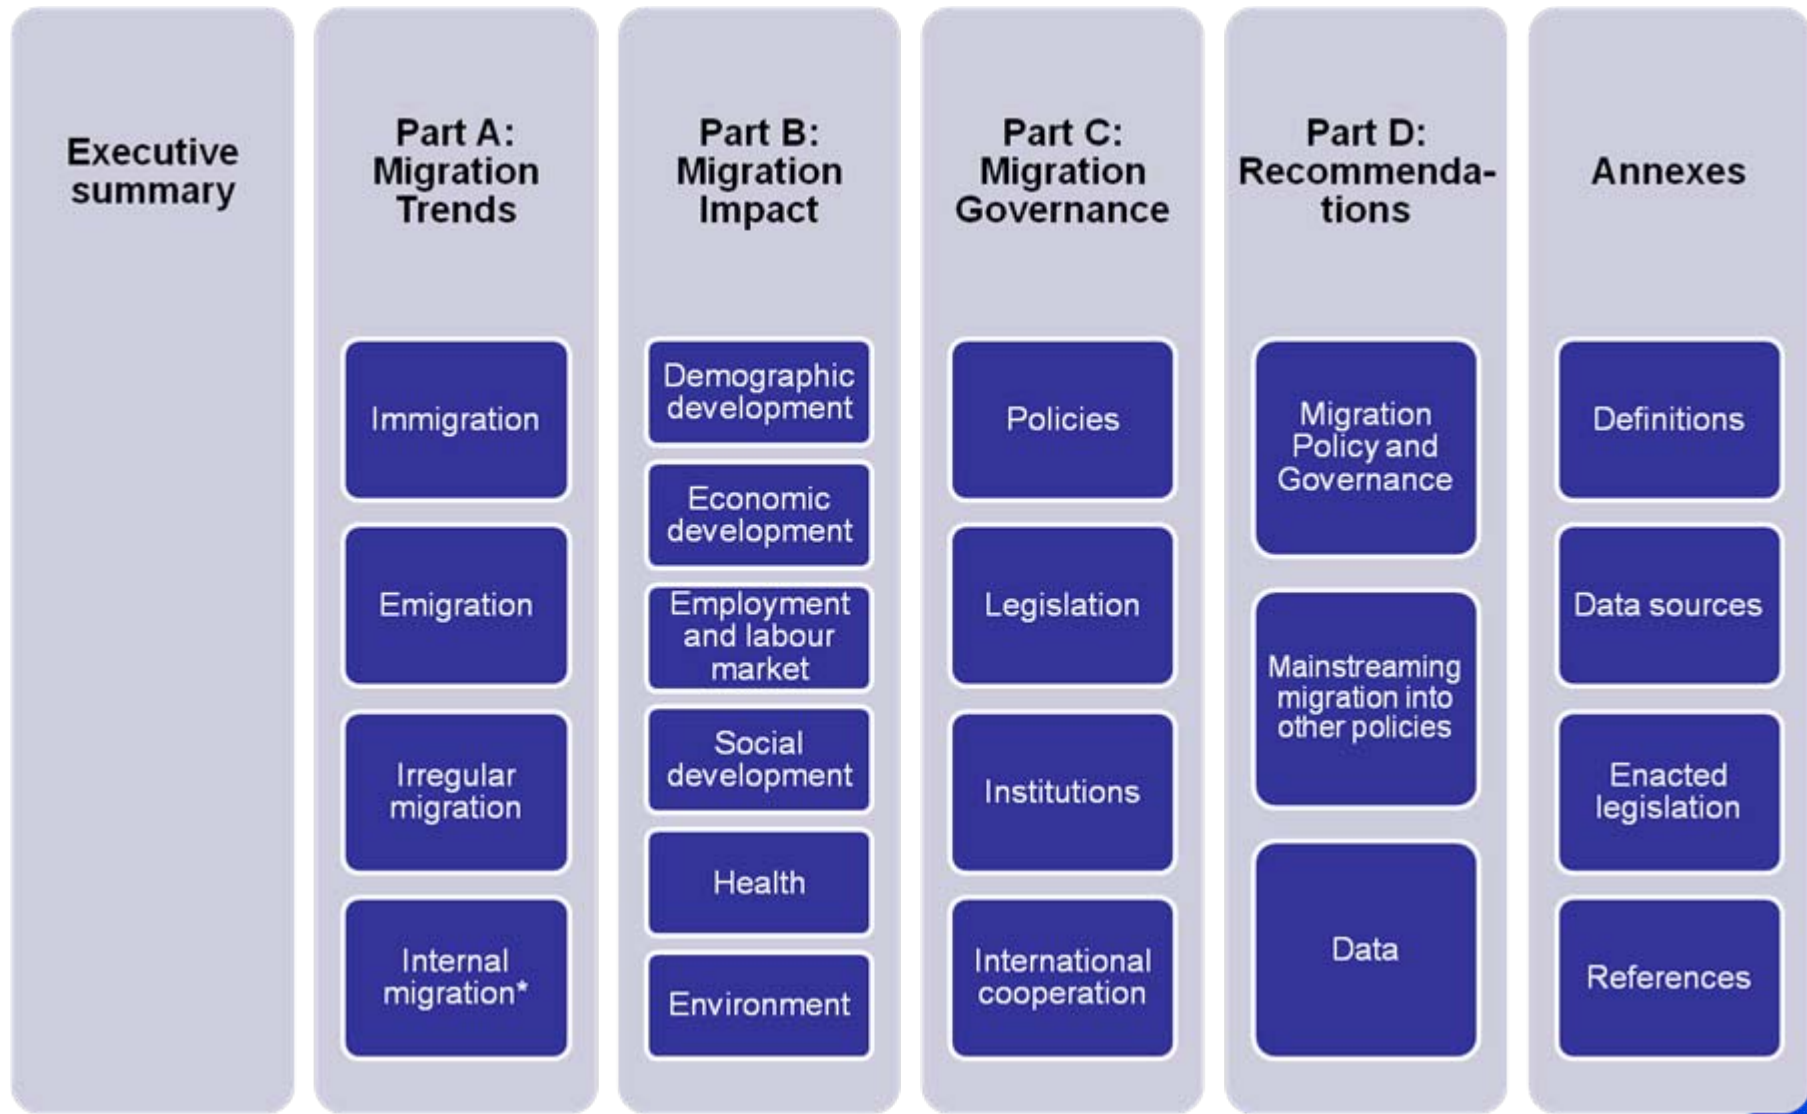 Executive
summary
Part A:
Migration
Trends
Immigration
Emigration
Irregular
migration
Internal
migration*
Part B:
Migration
Impact
Demographic
development
Economic
development
Employment
and labour
market
Social
development
Health
Environment
Part C:
Migration
Governance
Policies
Legislation
Institutions
International
cooperation
Part D:
Recommenda-
tions
Migration
Policy and
Governance
Mainstreaming
migration into
other policies
Data
Annexes
Definitions
Data sources
Enacted
legislation
References